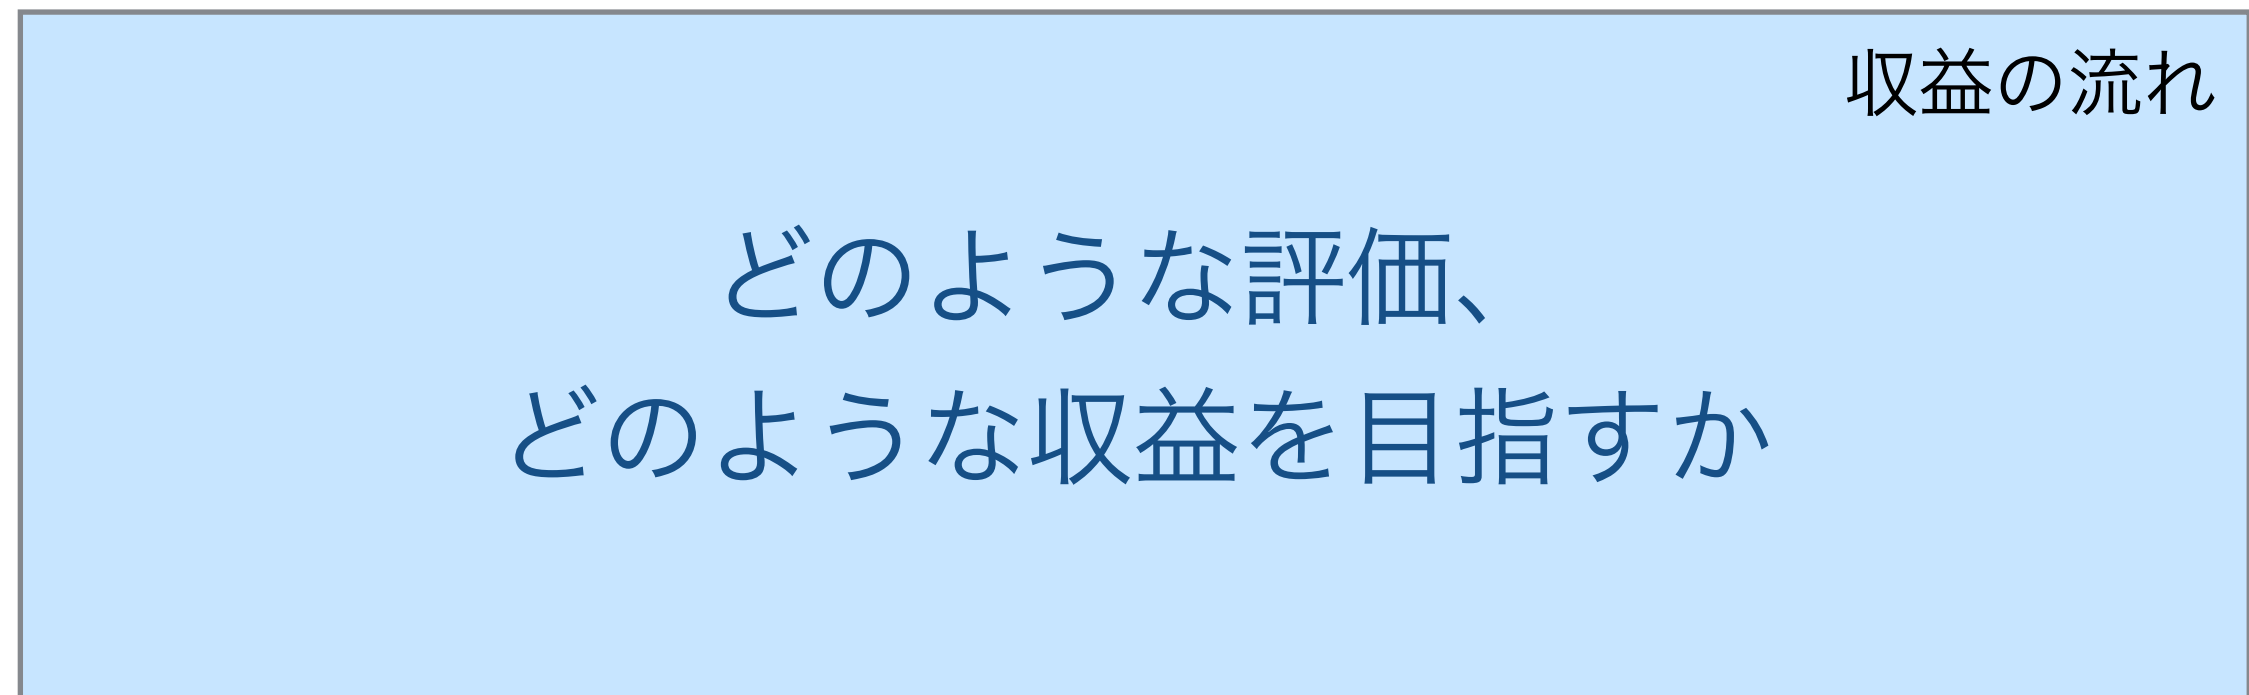 収益の流れ
どのような評価、
どのような収益を目指すか